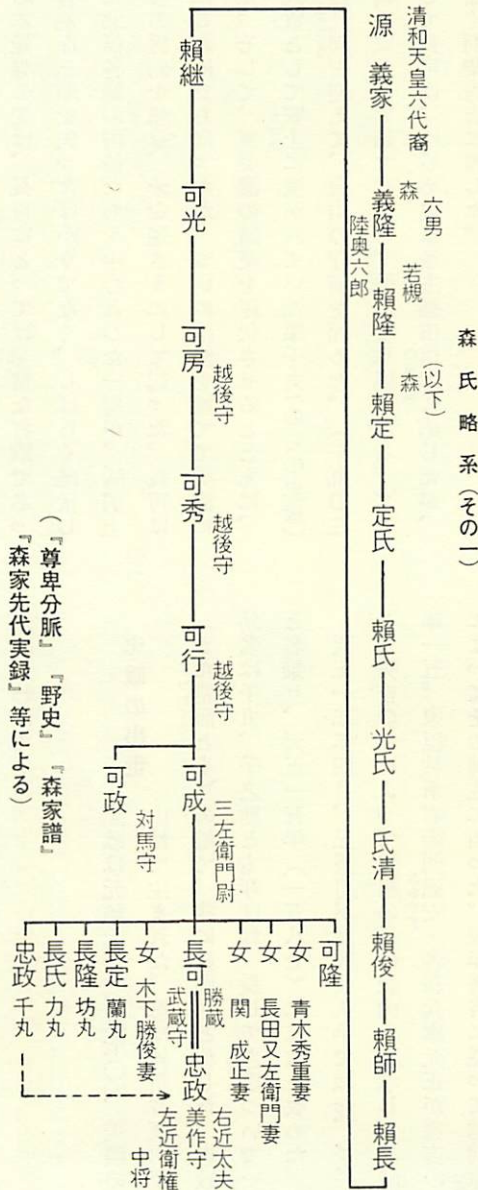 森氏略系(その一)
清和天皇六代裔
源 義家
六男
森
義隆
陸奥六郎
若槻
頼隆
(以下)
森
頼定
定氏
頼氏
光氏
氏清
頼俊
頼師
頼長
頼継
可光
越後守
可房
越後守
可秀
越後守
可行
三左衛門尉
可成
対馬守
可政
可隆
女 青木秀重妻
女 長田又左衛門妻
女 関 成正妻
勝蔵
長可
武蔵守
右近太夫
美作守
忠政
左近衛権
中将
女 木下勝俊妻
長定 蘭丸
長隆 坊丸
長氏 力丸
忠政 千丸
(『尊卑分脈』『野史』『森家譜』
『森家先代実録』等による)